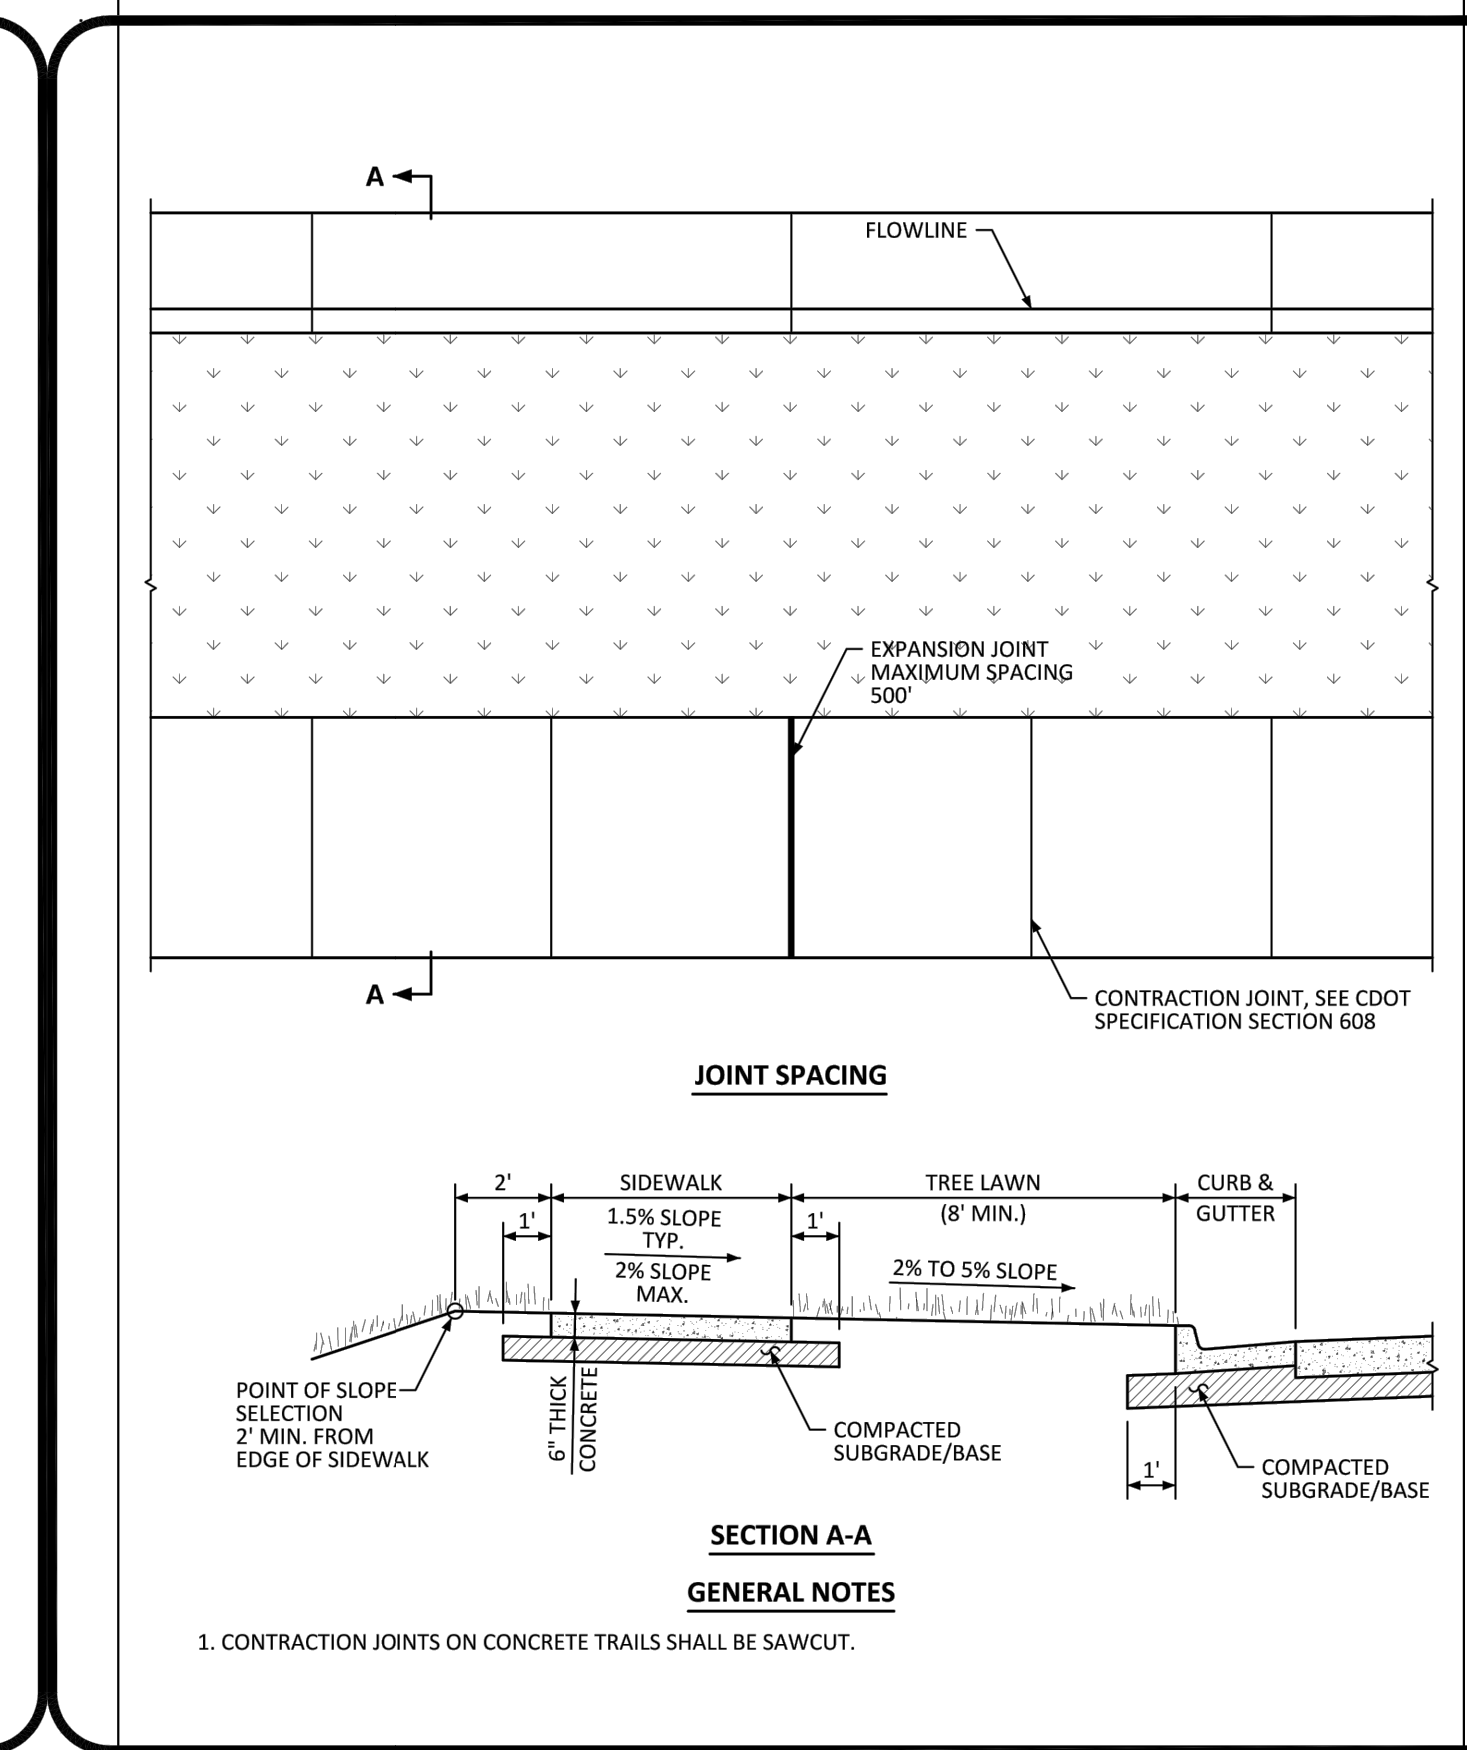 A
FLOWLINE
EXPANSION JOINT
MAXIMUM SPACING
500'
A
CONTRACTION JOINT, SEE CDOT
SPECIFICATION SECTION 608
JOINT SPACING
2'
SIDEWALK
TREE LAWN
CURB &
1'
1.5% SLOPE
TYP.
1'
(8' MIN.)
GUTTER
2% SLOPE
MAX.
2% TO 5% SLOPE
POINT OF SLOPE
SELECTION
2' MIN. FROM
EDGE OF SIDEWALK
6" THICK
CONCRETE
COMPACTED
SUBGRADE/BASE
1'
COMPACTED
SUBGRADE/BASE
SECTION A-A
GENERAL NOTES
1. CONTRACTION JOINTS ON CONCRETE TRAILS SHALL BE SAWCUT.